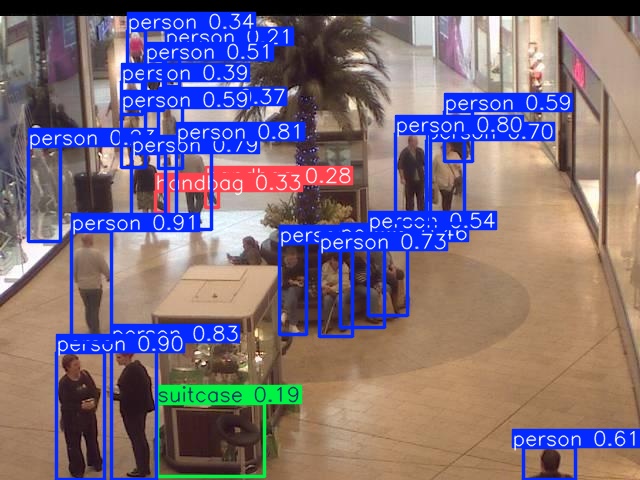 person 0.34
0.21
person 0.51
person 0.39
person 0.59
0.37
person 0.59
person 0.80
0.70
person 0.81
person 0.79
handbag 0.33
0.28
person 0.91
person 0.54
person 0.73
person 0.83
person 0.90
suitcase 0.19
person 0.61